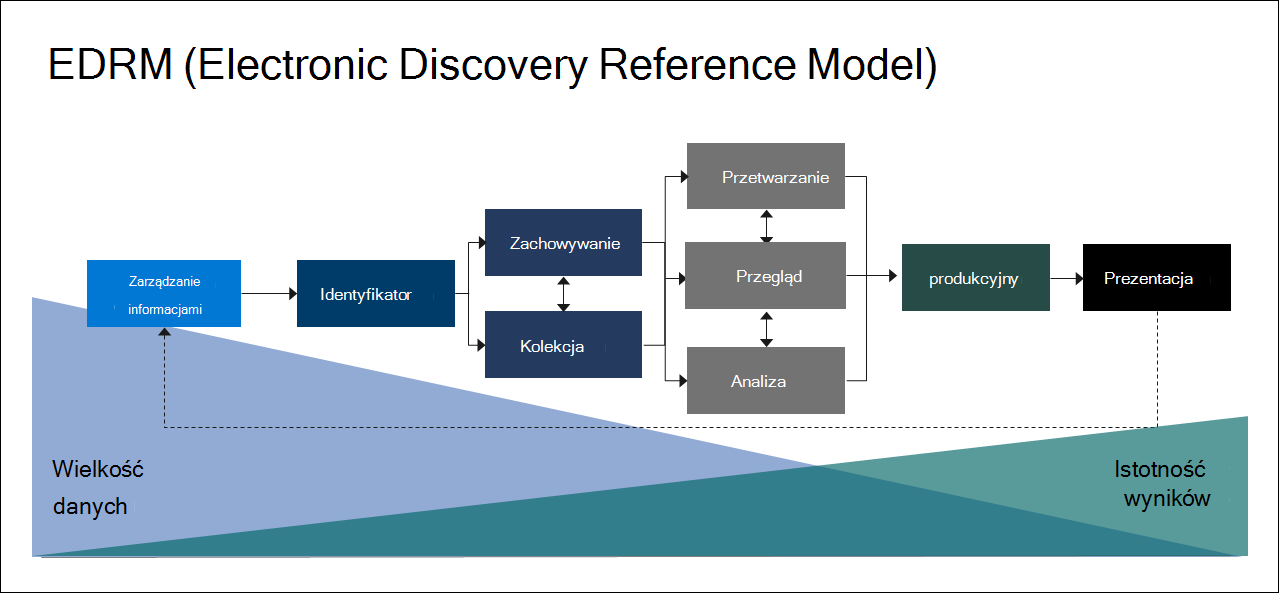 EDRM (Electronic Discovery Reference Model)
Zarządzanie
informacjami
Identyfikator
Zachowywanie
Kolekcja
Przetwarzanie
Przegląd
Analiza
produkcyjny
Prezentacja
Wielkość
danych
Istotność
wyników